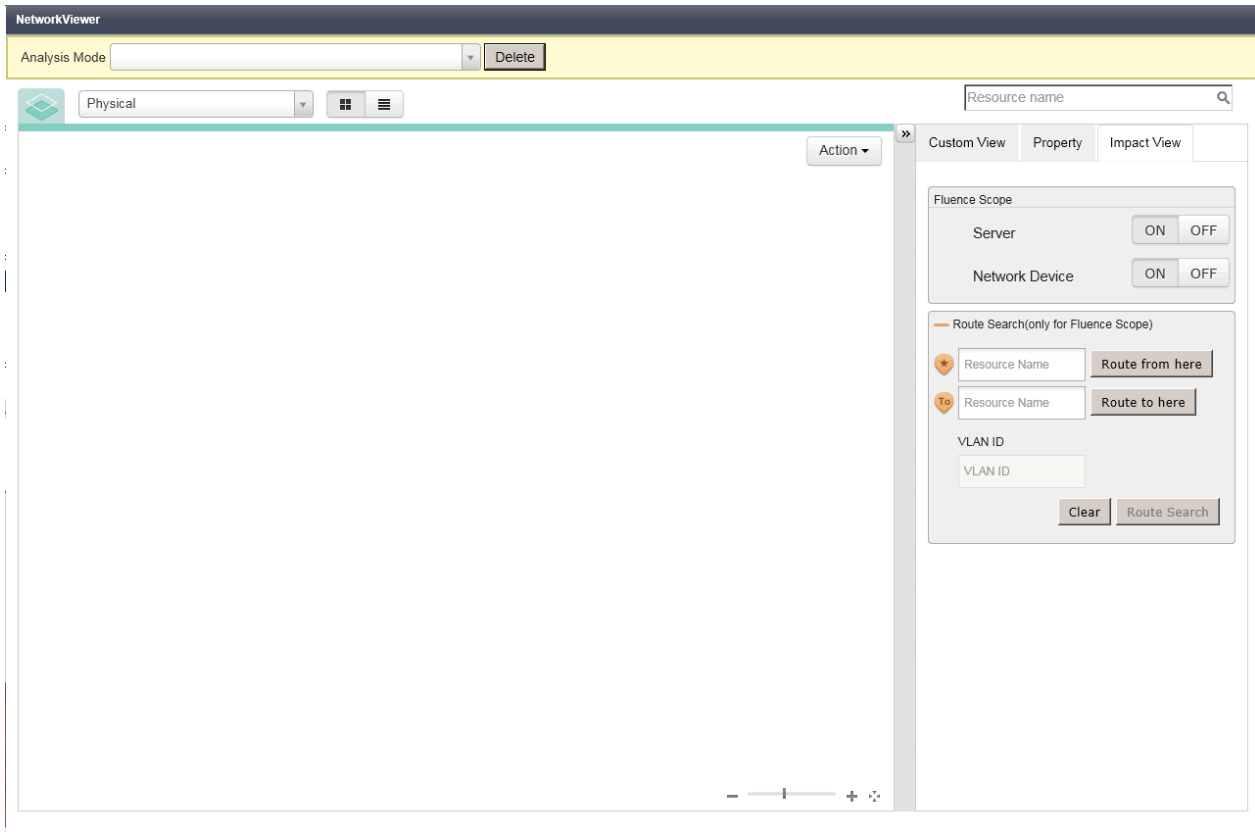 NetworkViewer
Analysis Mode Delete
Physical Resource name
Action
Custom View Property Impact View
Fluence Scope
Server ON OFF
Network Device ON OFF
Route Search(only for Fluence Scope)
Resource Name Route from here
To Resource Name Route to here
VLAN ID
VLAN ID
Clear Route Search